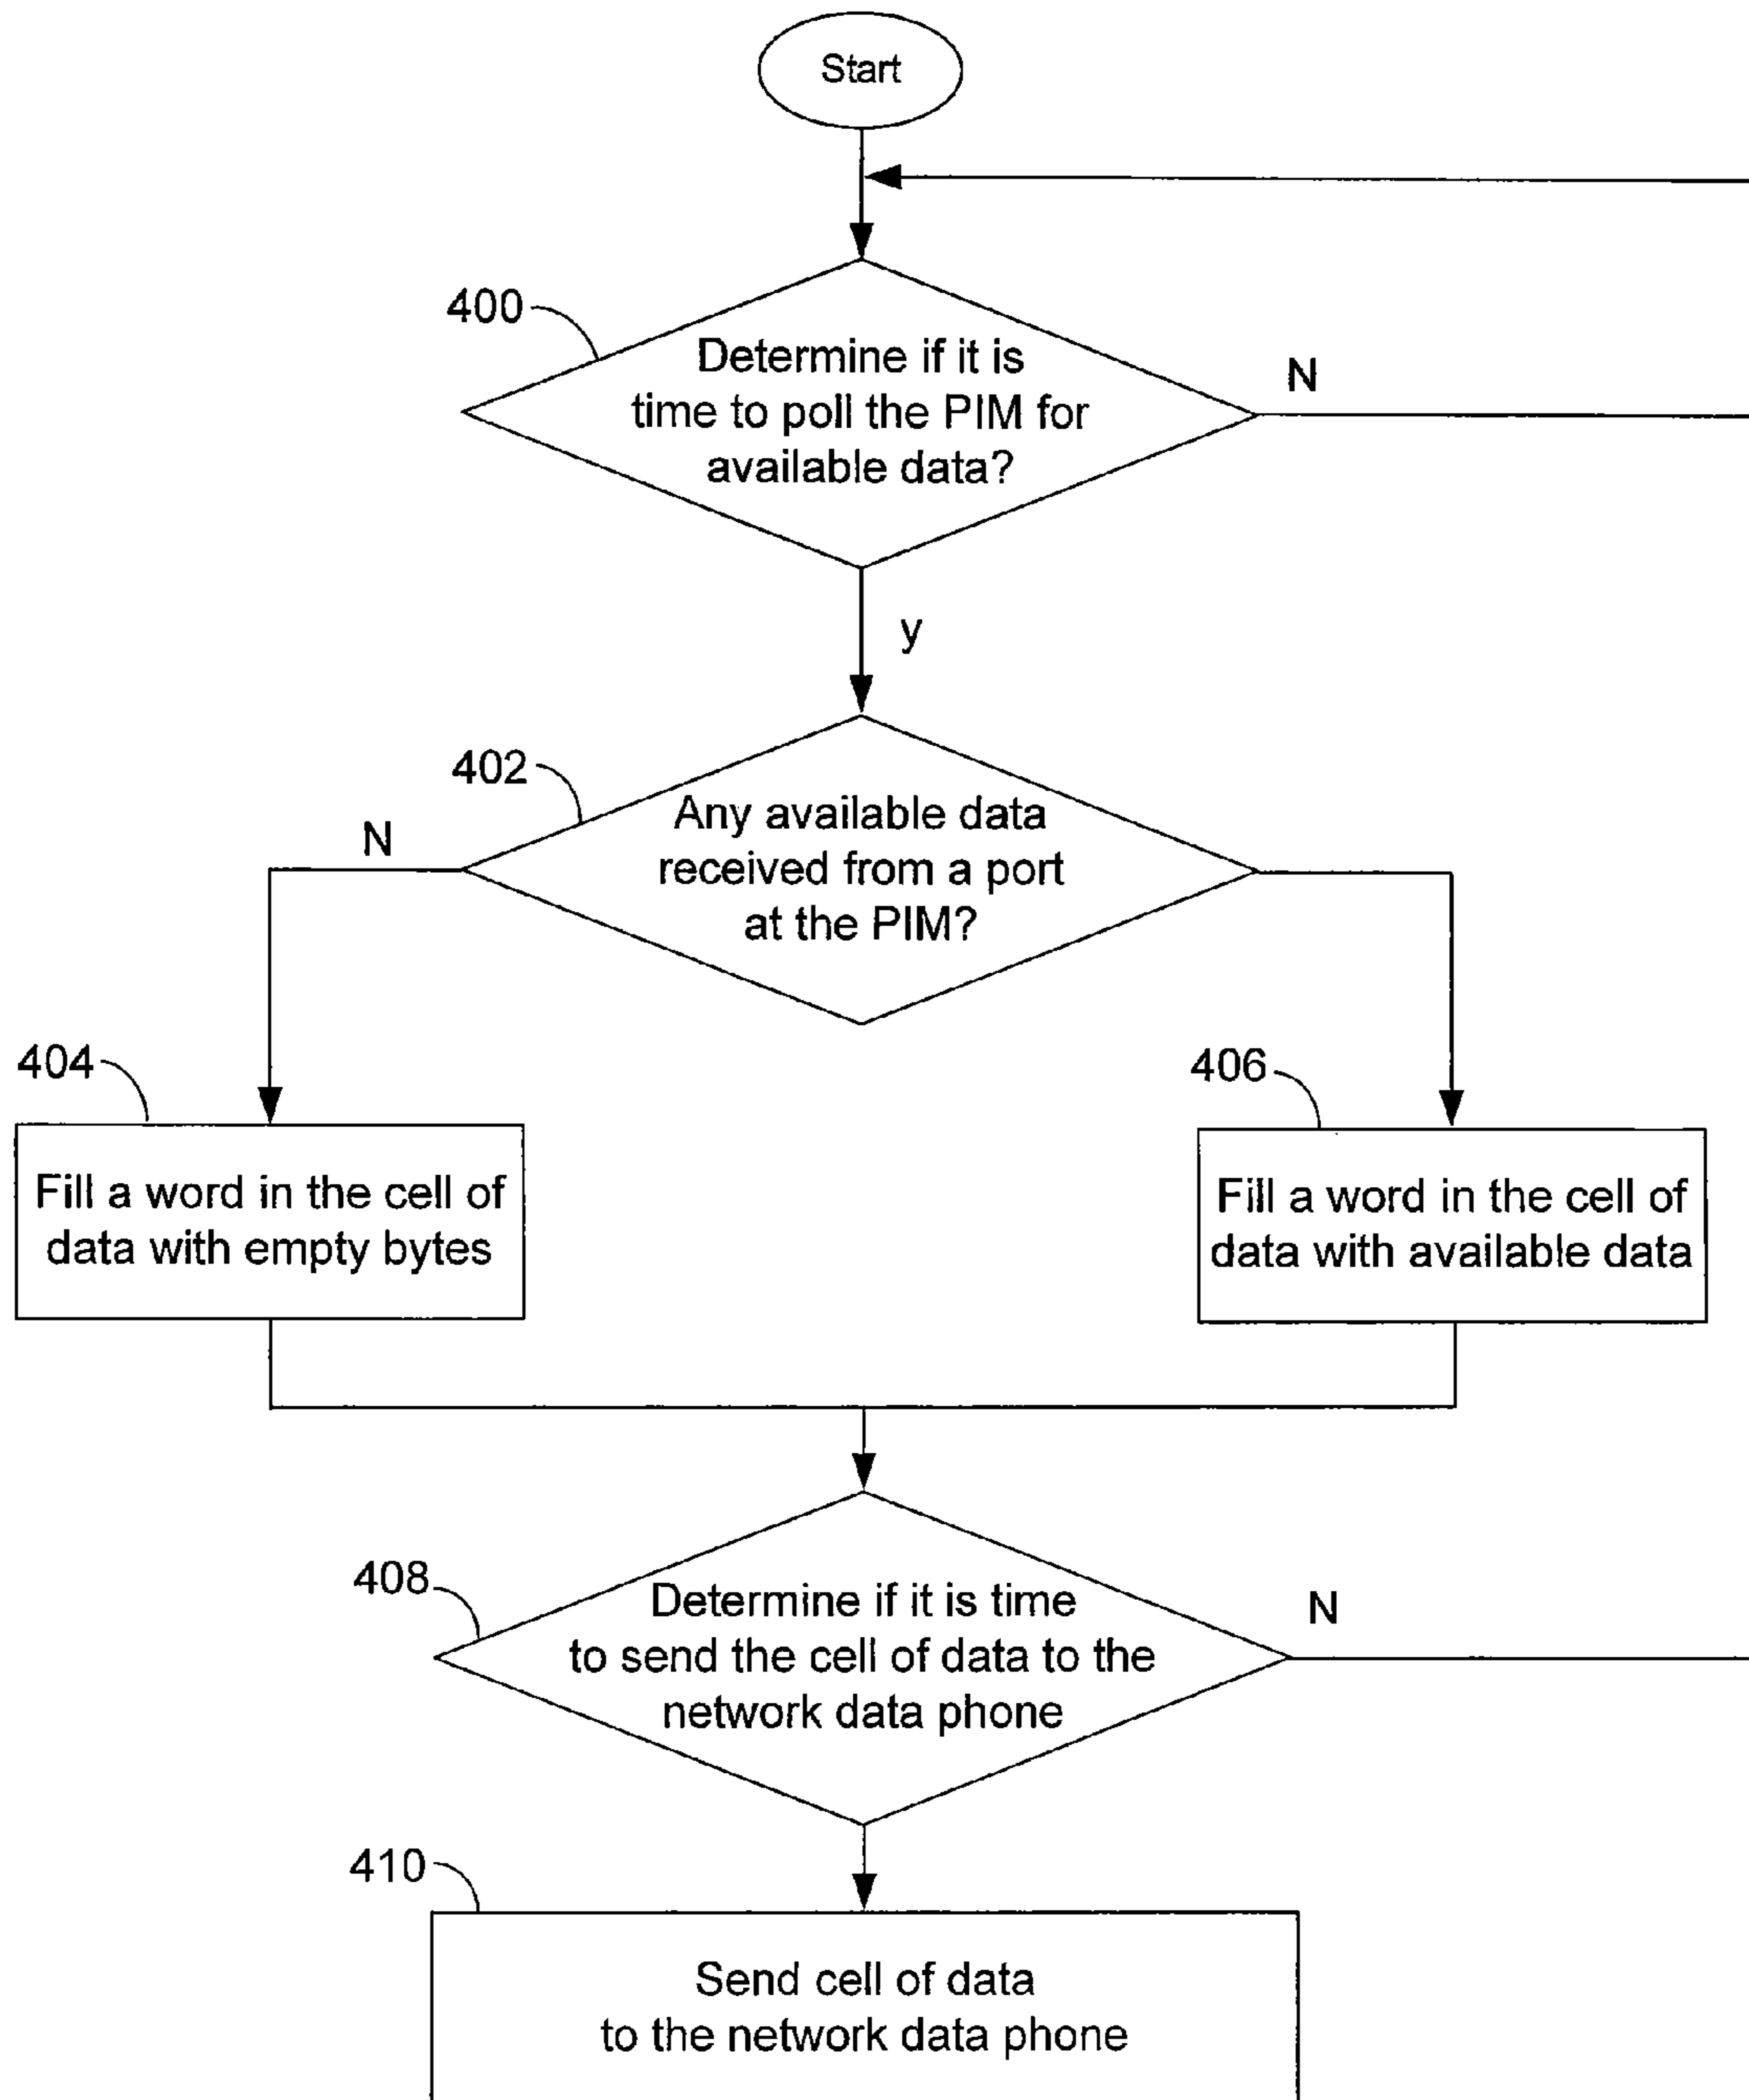 Start
400
Determine if it is
time to poll the PIM for
available data?
N
y
402
Any available data
received from a port
at the PIM?
N
404
Fill a word in the cell of
data with empty bytes
406
Fill a word in the cell of
data with available data
408
Determine if it is time
to send the cell of data to the
network data phone
N
410
Send cell of data
to the network data phone